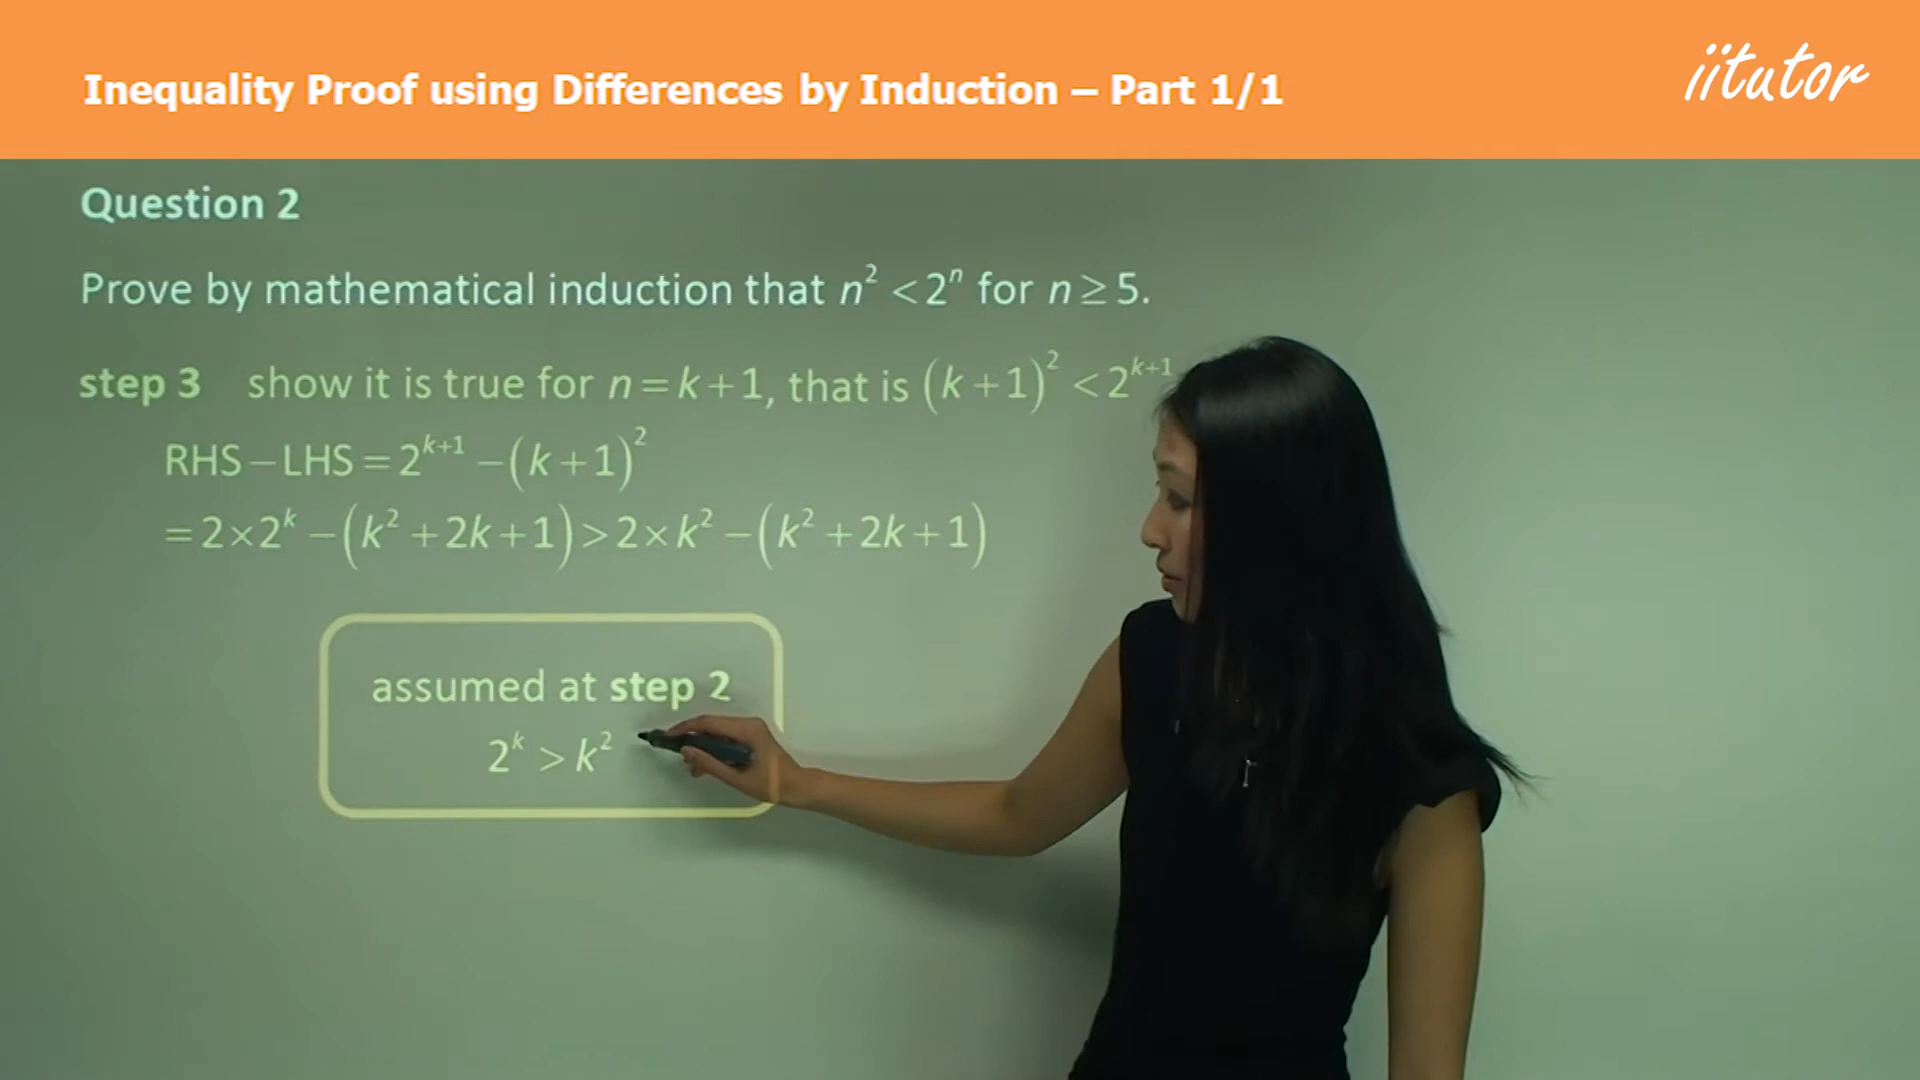 Inequality Proof using Differences by Induction – Part 1/1
iitutor
Question 2
Prove by mathematical induction that n² < 2ⁿ for n ≥ 5.
step 3 show it is true for n = k + 1, that is (k + 1)² < 2ᵏ⁺¹
RHS – LHS = 2ᵏ⁺¹ – (k + 1)²
= 2 × 2ᵏ – (k² + 2k + 1) > 2 × k² – (k² + 2k + 1)
assumed at step 2
2ᵏ > k²